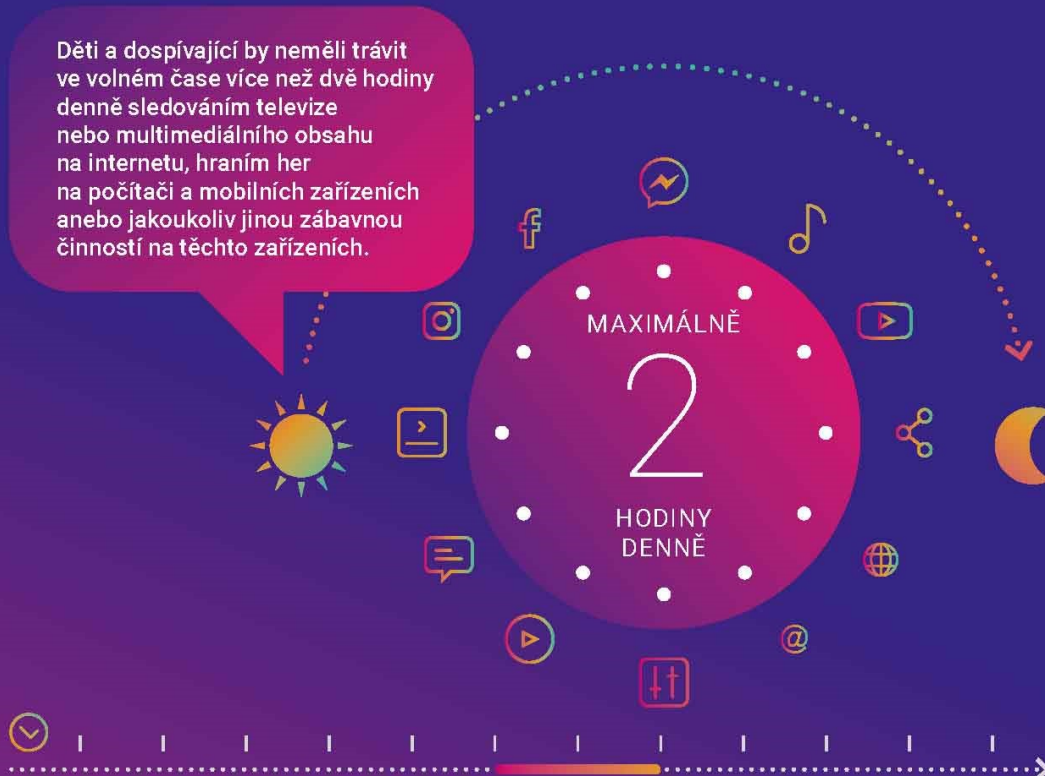 Děti a dospívající by neměli trávit
ve volném čase více než dvě hodiny
denně sledováním televize
nebo multimediálního obsahu
na internetu, hraním her
na počítači a mobilních zařízeních
anebo jakoukoliv jinou zábavnou
činností na těchto zařízeních.
MAXIMÁLNĚ
2
HODINY
DENNĚ